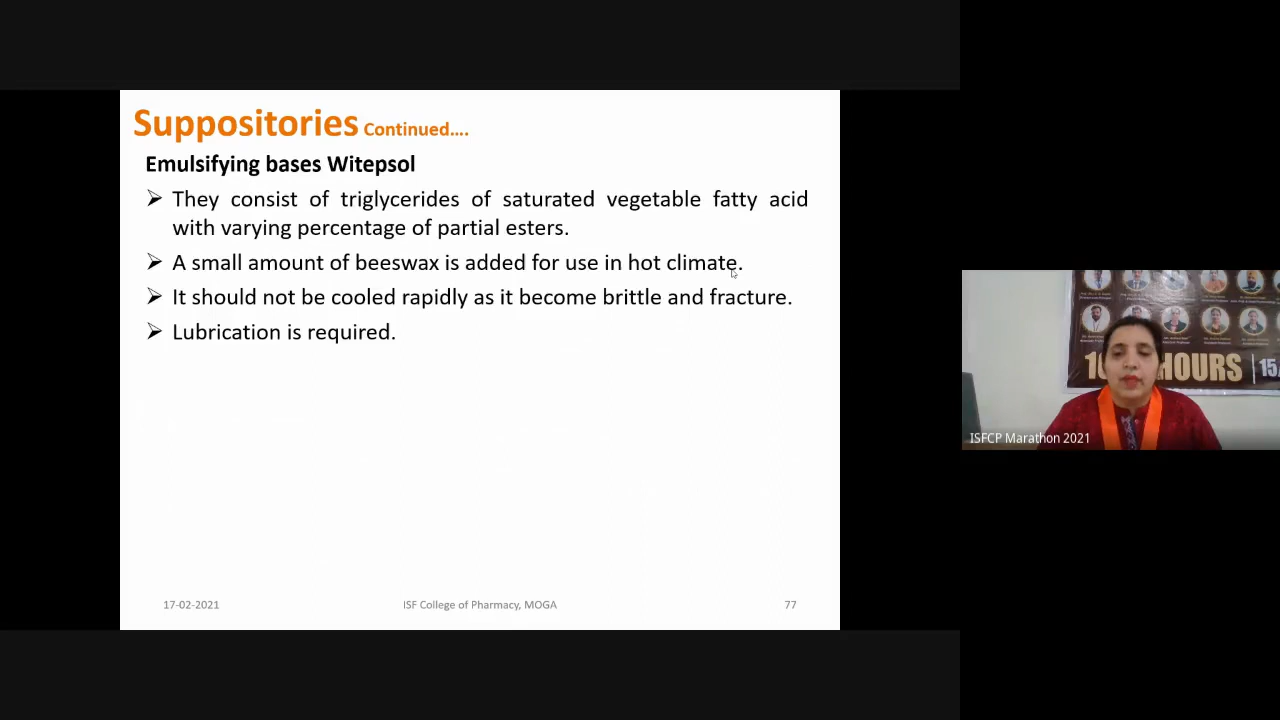 Suppositories Continued....
Emulsifying bases Witepsol
➢ They consist of triglycerides of saturated vegetable fatty acid
with varying percentage of partial esters.
➢ A small amount of beeswax is added for use in hot climate.
➢ It should not be cooled rapidly as it become brittle and fracture.
➢ Lubrication is required.
17-02-2021 ISF College of Pharmacy, MOGA 77
HOURS 15
ISFCP Marathon 2021